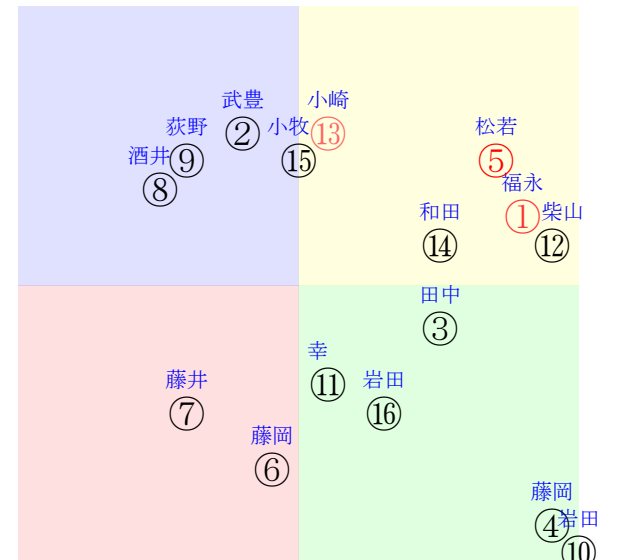 武豊 小崎
② ⑬
荻野 小牧 松若
⑨ ⑮ ⑤
酒井 福永
⑧ ①
和田 柴山
⑭ ⑫
田中
③
幸
⑪
藤井 岩田
⑦ ⑯
藤岡
⑥
藤岡
④
岩田
⑩